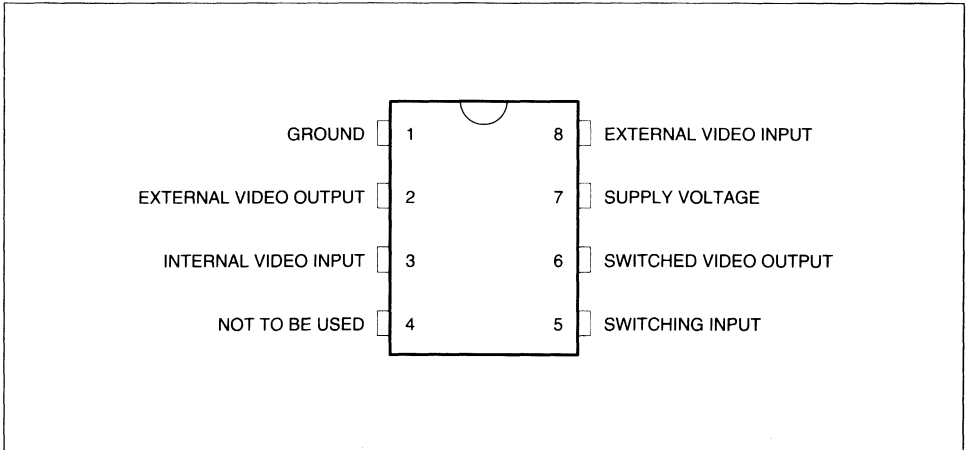 GROUND 1 8 EXTERNAL VIDEO INPUT
EXTERNAL VIDEO OUTPUT 2 7 SUPPLY VOLTAGE
INTERNAL VIDEO INPUT 3 6 SWITCHED VIDEO OUTPUT
NOT TO BE USED 4 5 SWITCHING INPUT